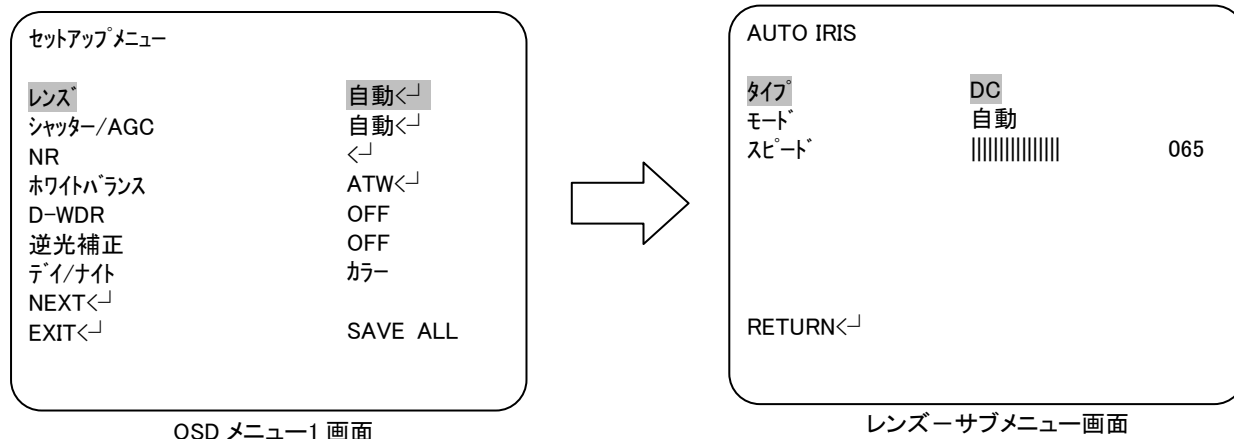 セットアップメニュー
レンズ 自動<┘
シャッター/AGC 自動<┘
NR <┘
ホワイトバランス ATW<┘
D-WDR OFF
逆光補正 OFF
デイ/ナイト カラー
NEXT<┘
EXIT<┘ SAVE ALL
OSD メニュー1 画面
AUTO IRIS
タイプ DC
モード 自動
スピード ||||||||||||||| 065
RETURN<┘
レンズ－サブメニュー画面